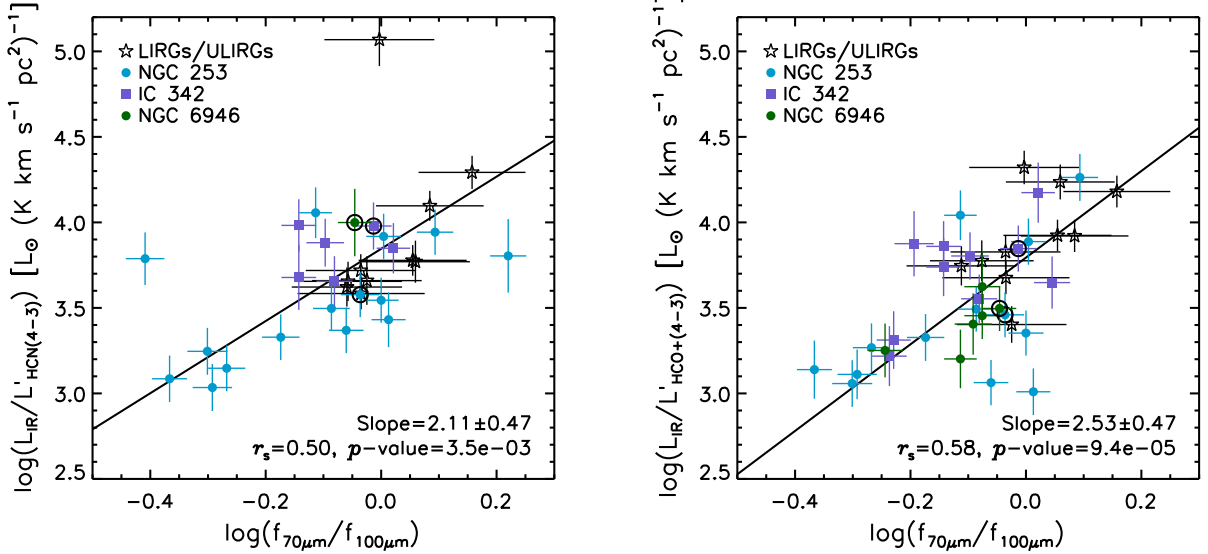 log(L_IR/L'_HCN(4−3)) [L_⊙ (K km s^−1 pc^2)^−1]
5.0
4.5
4.0
3.5
3.0
2.5
LIRGs/ULIRGs
NGC 253
IC 342
NGC 6946
Slope=2.11±0.47
r_s=0.50, p−value=3.5e−03
−0.4 −0.2 0.0 0.2
log(f_70μm/f_100μm)
log(L_IR/L'_HCO+(4−3)) [L_⊙ (K km s^−1 pc^2)^−1]
5.0
4.5
4.0
3.5
3.0
2.5
LIRGs/ULIRGs
NGC 253
IC 342
NGC 6946
Slope=2.53±0.47
r_s=0.58, p−value=9.4e−05
−0.4 −0.2 0.0 0.2
log(f_70μm/f_100μm)